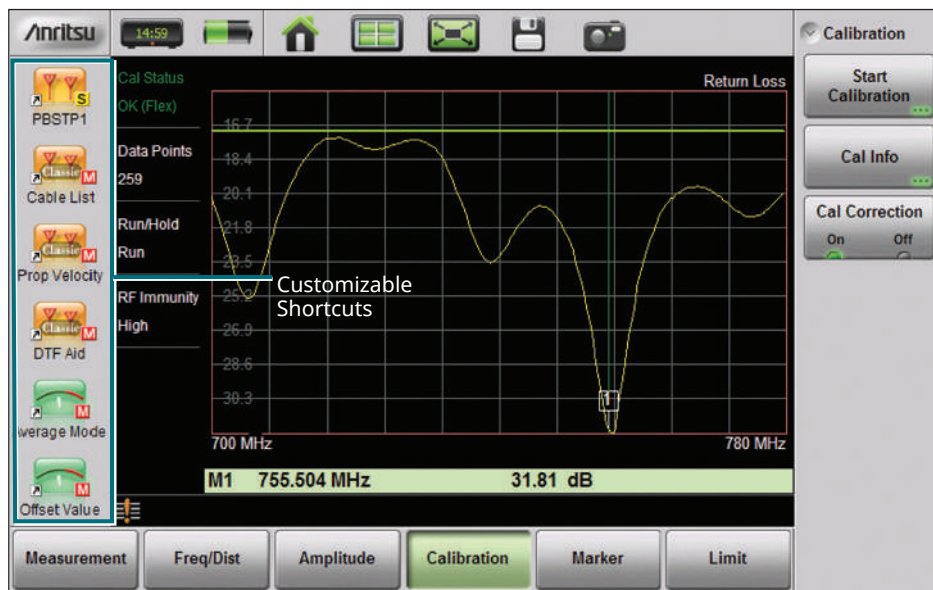 Anritsu
14:59
Calibration
PBSTP1
S
Classic M
Cable List
Classic M
Prop Velocity
Classic M
DTF Aid
M
Average Mode
M
Offset Value
Cal Status
OK (Flex)
Data Points
259
Run/Hold
Run
RF Immunity
High
Return Loss
16.7
18.4
20.1
21.8
23.5
25.2
26.9
28.6
30.3
Customizable
Shortcuts
1
700 MHz
780 MHz
M1 755.504 MHz 31.81 dB
Start
Calibration
Cal Info
Cal Correction
On Off
Measurement
Freq/Dist
Amplitude
Calibration
Marker
Limit